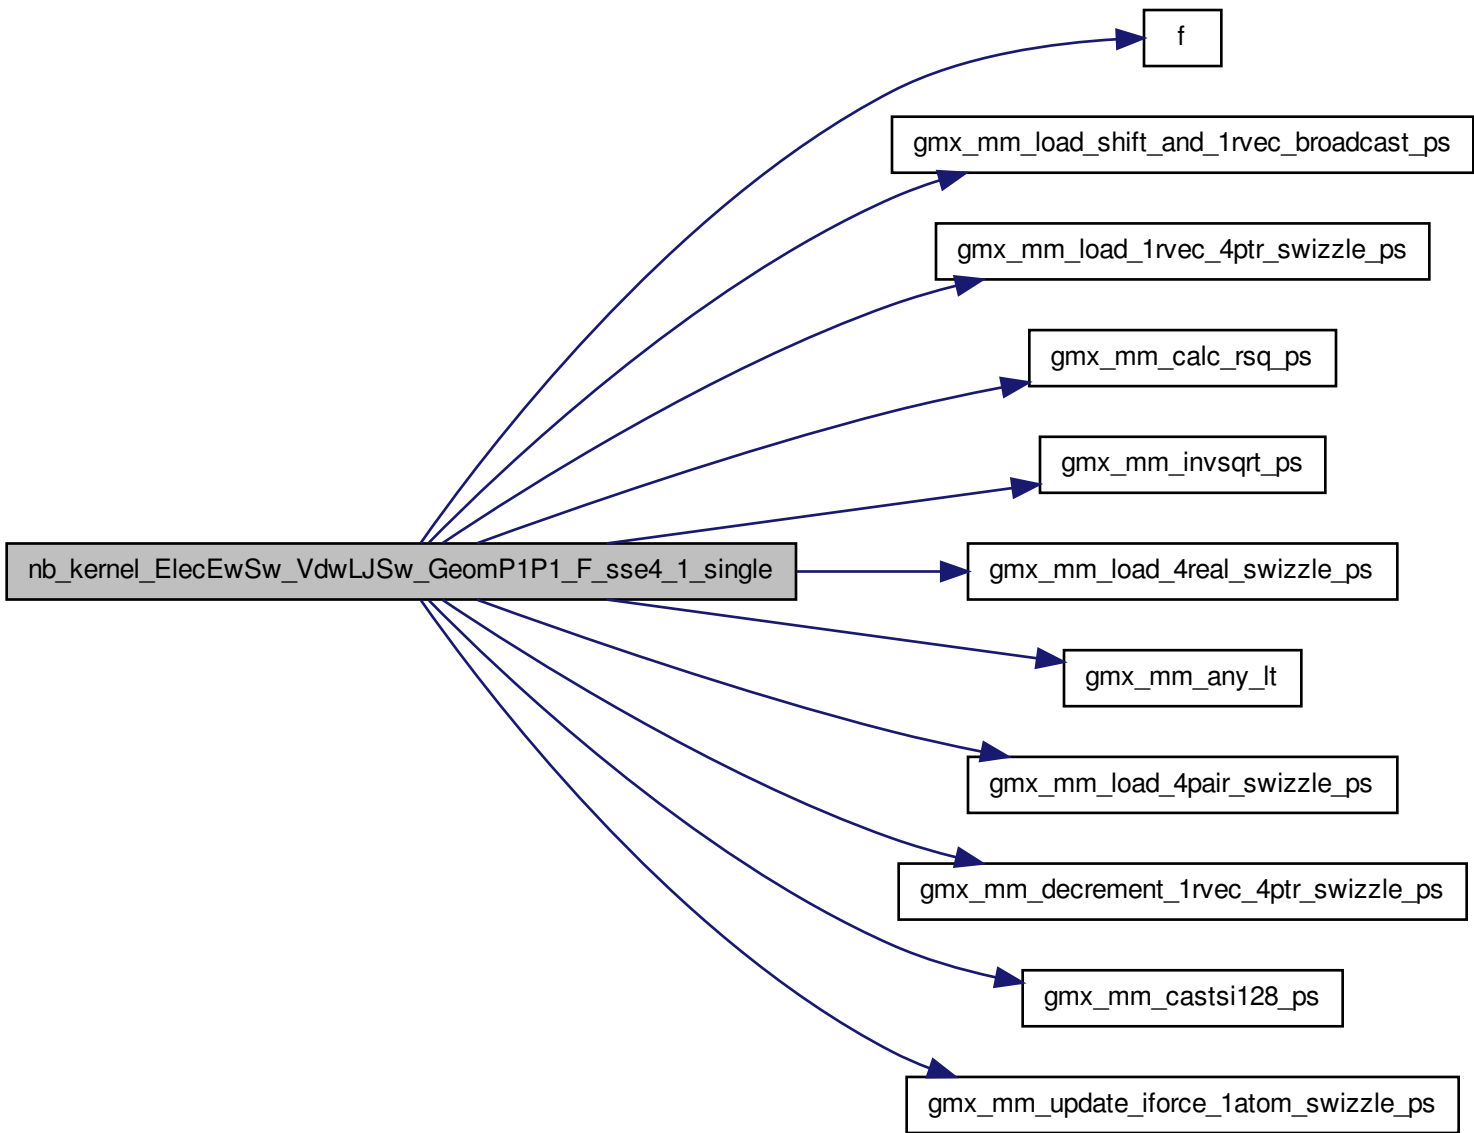 f
gmx_mm_load_shift_and_1rvec_broadcast_ps
gmx_mm_load_1rvec_4ptr_swizzle_ps
gmx_mm_calc_rsq_ps
gmx_mm_invsqrt_ps
nb_kernel_ElecEwSw_VdwLJSw_GeomP1P1_F_sse4_1_single
gmx_mm_load_4real_swizzle_ps
gmx_mm_any_lt
gmx_mm_load_4pair_swizzle_ps
gmx_mm_decrement_1rvec_4ptr_swizzle_ps
gmx_mm_castsi128_ps
gmx_mm_update_iforce_1atom_swizzle_ps